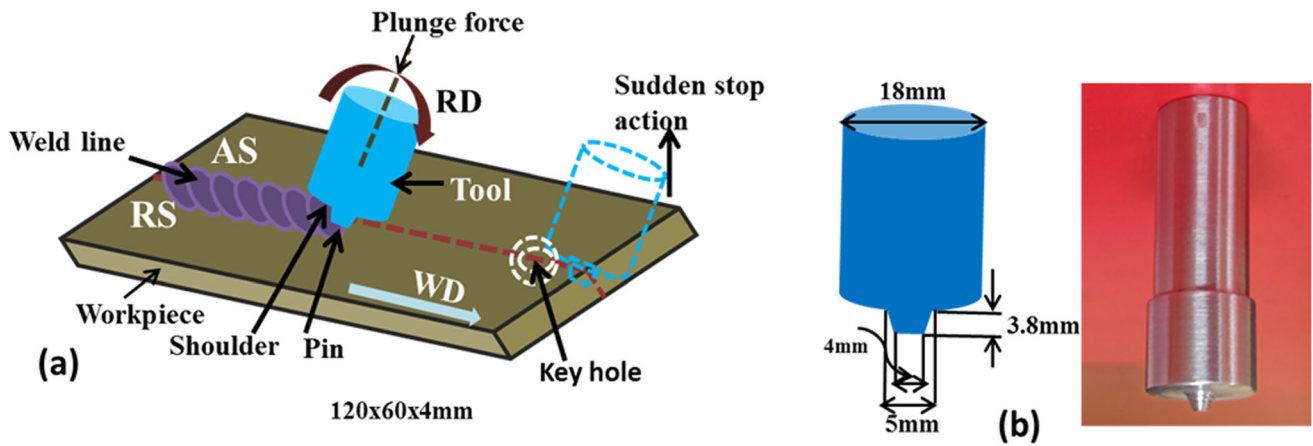 Plunge force
RD
Sudden stop
action
Weld line
AS
Tool
RS
WD
Workpiece
Shoulder
Pin
Key hole
(a)
120x60x4mm
18mm
3.8mm
4mm
5mm
(b)